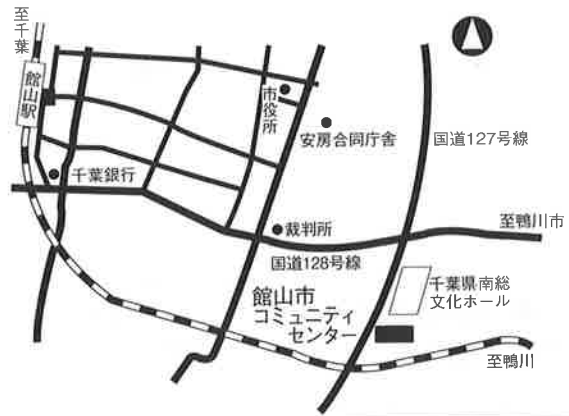 至千葉
館山駅
市役所
安房合同庁舎
国道127号線
千葉銀行
裁判所
至鴨川市
国道128号線
千葉県南総
文化ホール
館山市
コミュニティ
センター
至鴨川